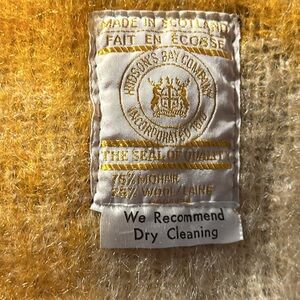 MADE IN SCOTLAND
FAIT EN ECOSSE
HUDSON'S BAY COMPANY
INCORPORATED 1670
THE SEAL OF QUALITY
75% MOHAIR
25% WOOL/LAINE
We Recommend
Dry Cleaning